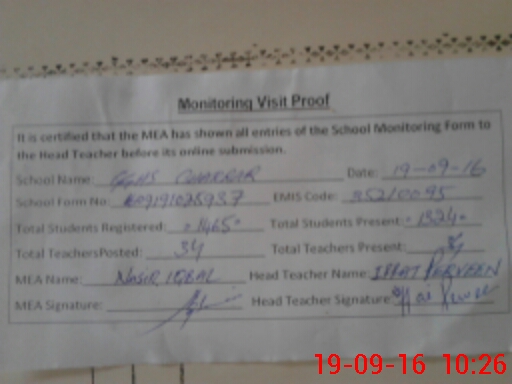 Monitoring Visit Proof
It is certified that the MEA has shown all entries of the School Monitoring Form to
the Head Teacher before its online submission.
School Name: GGHS Date: 19-09-16
School Form No: EMIS Code: 35210095
Total Students Registered: 1465 Total Students Present: 1324
Total TeachersPosted: 34 Total Teachers Present:
MEA Name: NASIR IQBAL Head Teacher Name: IFFAT PERVEEN
MEA Signature: Head Teacher Signature:
19-09-16 10:26